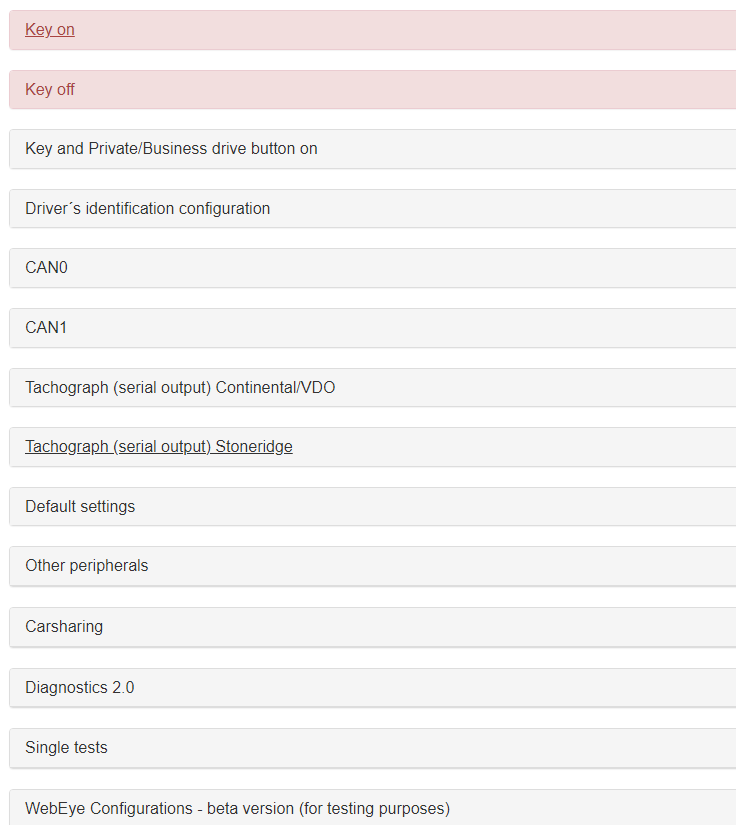 Key on
Key off
Key and Private/Business drive button on
Driver´s identification configuration
CAN0
CAN1
Tachograph (serial output) Continental/VDO
Tachograph (serial output) Stoneridge
Default settings
Other peripherals
Carsharing
Diagnostics 2.0
Single tests
WebEye Configurations - beta version (for testing purposes)